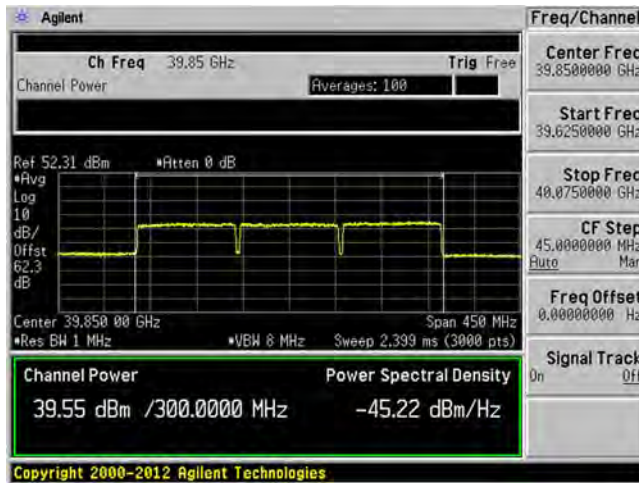 Agilent
Freq/Channel
Ch Freq 39.85 GHz Trig Free
Channel Power Averages: 100
Center Freq
39.8500000 GHz
Start Freq
39.6250000 GHz
Stop Freq
40.0750000 GHz
CF Step
45.0000000 MHz
Auto Man
Freq Offset
0.00000000 Hz
Signal Track
On Off
Ref 52.31 dBm *Atten 0 dB
*Avg
Log
10
dB/
Offst
62.3
dB
Center 39.850 00 GHz Span 450 MHz
*Res BW 1 MHz *VBW 8 MHz Sweep 2.399 ms (3000 pts)
Channel Power Power Spectral Density
39.55 dBm /300.0000 MHz -45.22 dBm/Hz
Copyright 2000-2012 Agilent Technologies